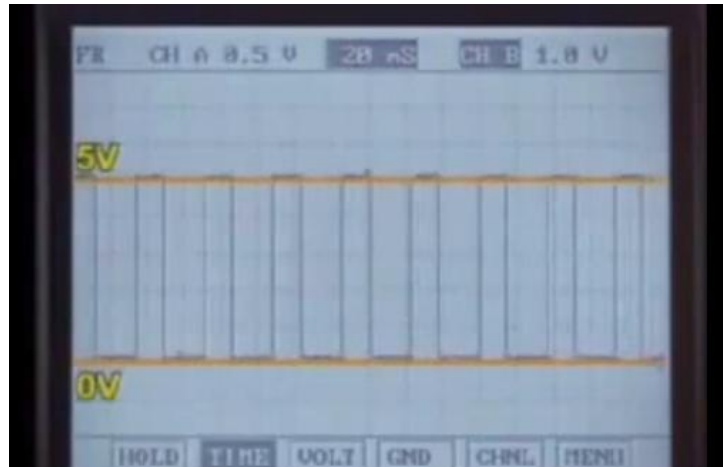 FR CH A 0.5 V 20 mS CH B 1.0 V
5V
0V
HOLD TIME VOLT GND CHNL MENU